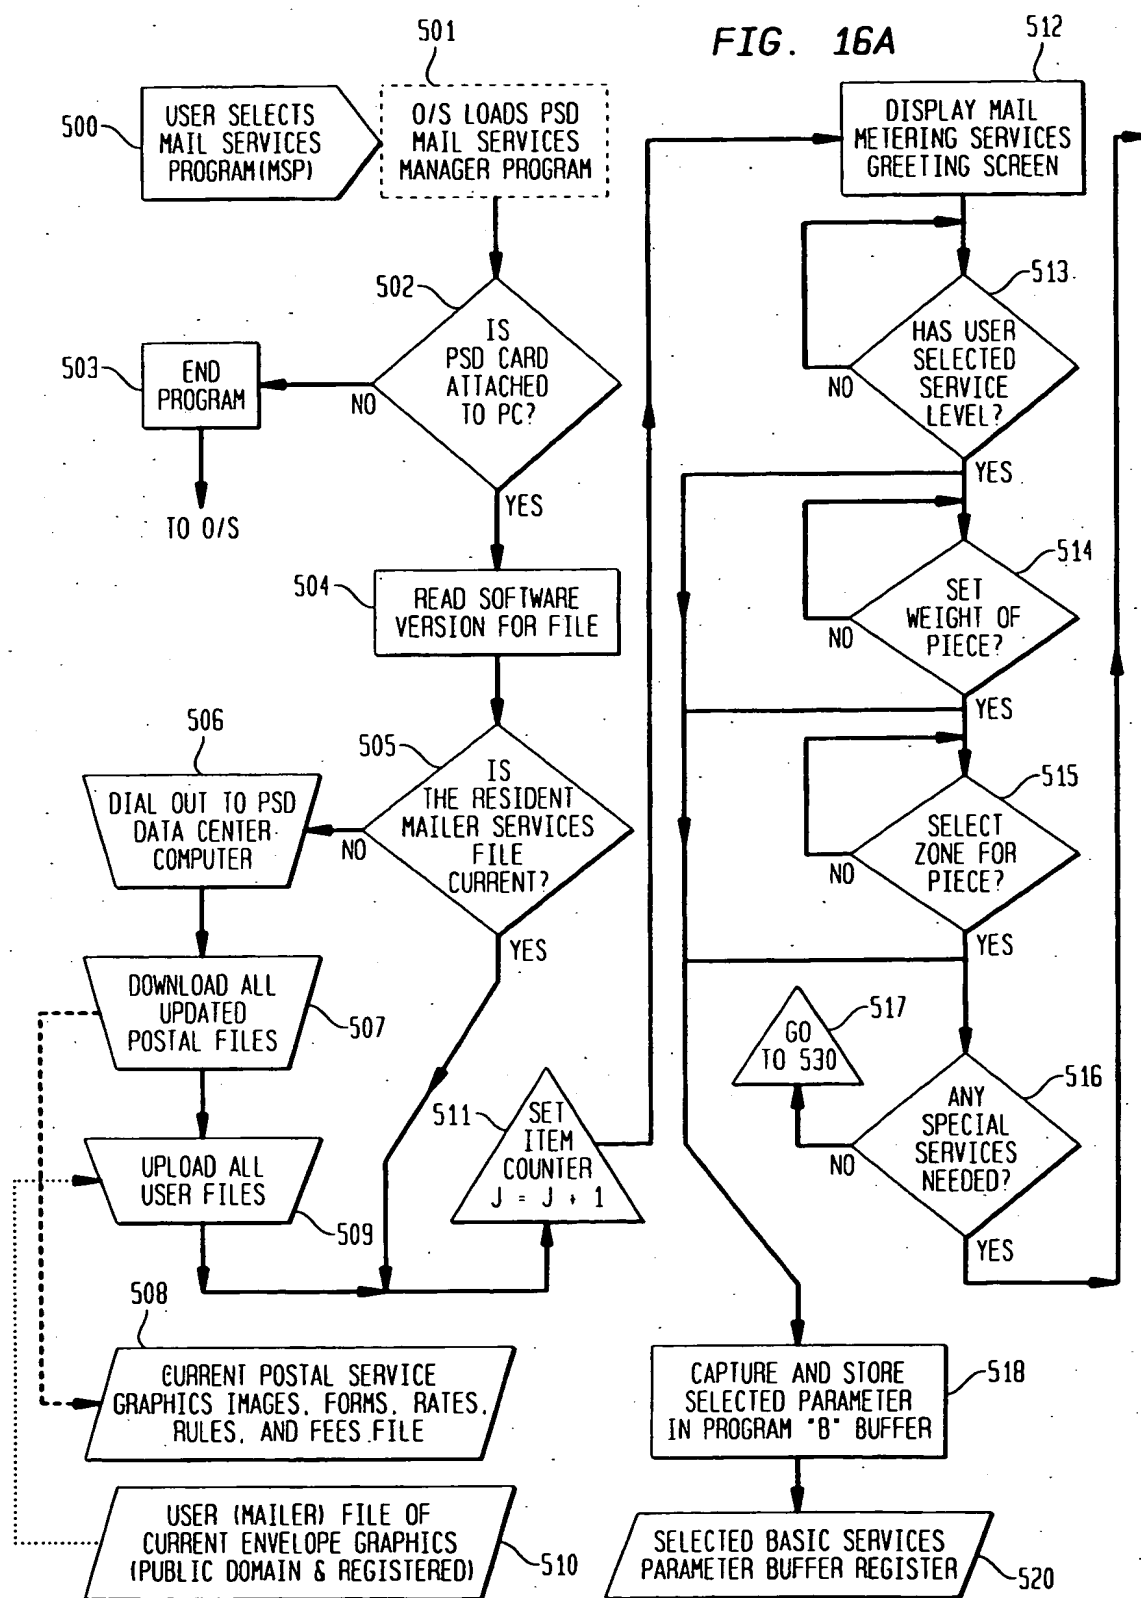 FIG. 16A
501
500
USER SELECTS
MAIL SERVICES
PROGRAM(MSP)
O/S LOADS PSD
MAIL SERVICES
MANAGER PROGRAM
502
IS
PSD CARD
ATTACHED
TO PC?
NO
YES
503
END
PROGRAM
TO O/S
504
READ SOFTWARE
VERSION FOR FILE
505
IS
THE RESIDENT
MAILER SERVICES
FILE
CURRENT?
NO
YES
506
DIAL OUT TO PSD
DATA CENTER
COMPUTER
DOWNLOAD ALL
UPDATED
POSTAL FILES
507
UPLOAD ALL
USER FILES
509
508
CURRENT POSTAL SERVICE
GRAPHICS IMAGES, FORMS, RATES,
RULES, AND FEES FILE
USER (MAILER) FILE OF
CURRENT ENVELOPE GRAPHICS
(PUBLIC DOMAIN & REGISTERED)
510
511
SET
ITEM
COUNTER
J = J + 1
512
DISPLAY MAIL
METERING SERVICES
GREETING SCREEN
513
HAS USER
SELECTED
SERVICE
LEVEL?
NO
YES
514
SET
WEIGHT OF
PIECE?
NO
YES
515
SELECT
ZONE FOR
PIECE?
NO
YES
517
GO
TO 530
516
ANY
SPECIAL
SERVICES
NEEDED?
NO
YES
CAPTURE AND STORE
SELECTED PARAMETER
IN PROGRAM "B" BUFFER
518
SELECTED BASIC SERVICES
PARAMETER BUFFER REGISTER
520